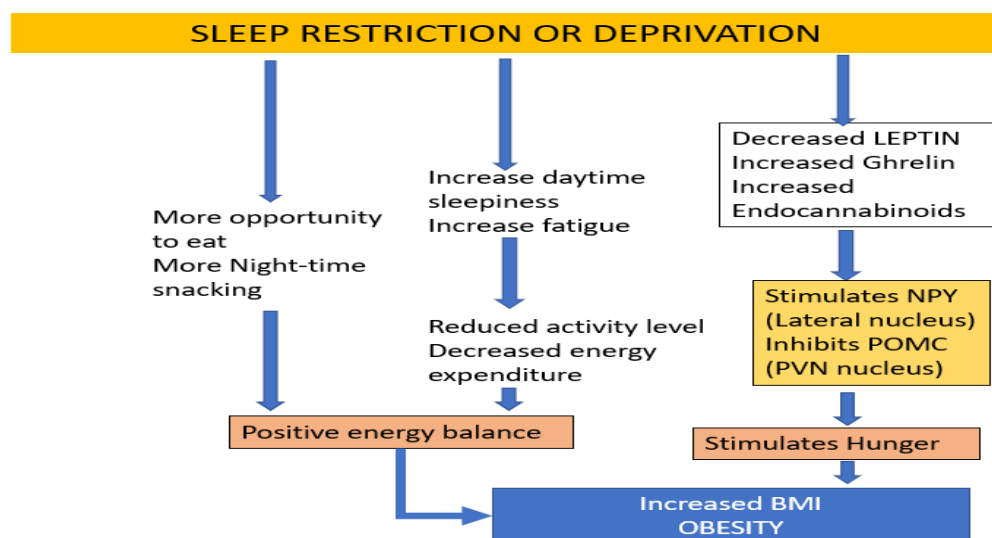 SLEEP RESTRICTION OR DEPRIVATION
More opportunity
to eat
More Night-time
snacking
Increase daytime
sleepiness
Increase fatigue
Reduced activity level
Decreased energy
expenditure
Positive energy balance
Decreased LEPTIN
Increased Ghrelin
Increased
Endocannabinoids
Stimulates NPY
(Lateral nucleus)
Inhibits POMC
(PVN nucleus)
Stimulates Hunger
Increased BMI
OBESITY